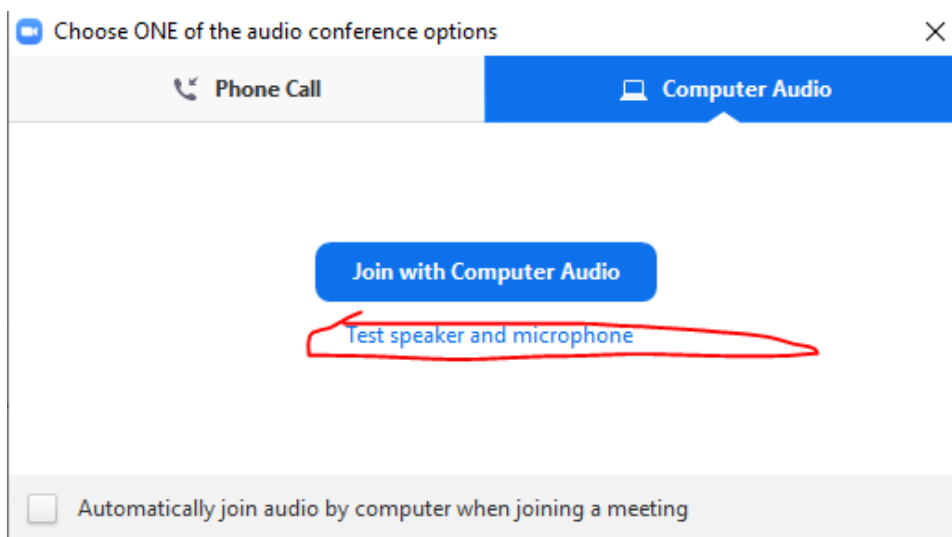 Choose ONE of the audio conference options
Phone Call
Computer Audio
Join with Computer Audio
Test speaker and microphone
Automatically join audio by computer when joining a meeting